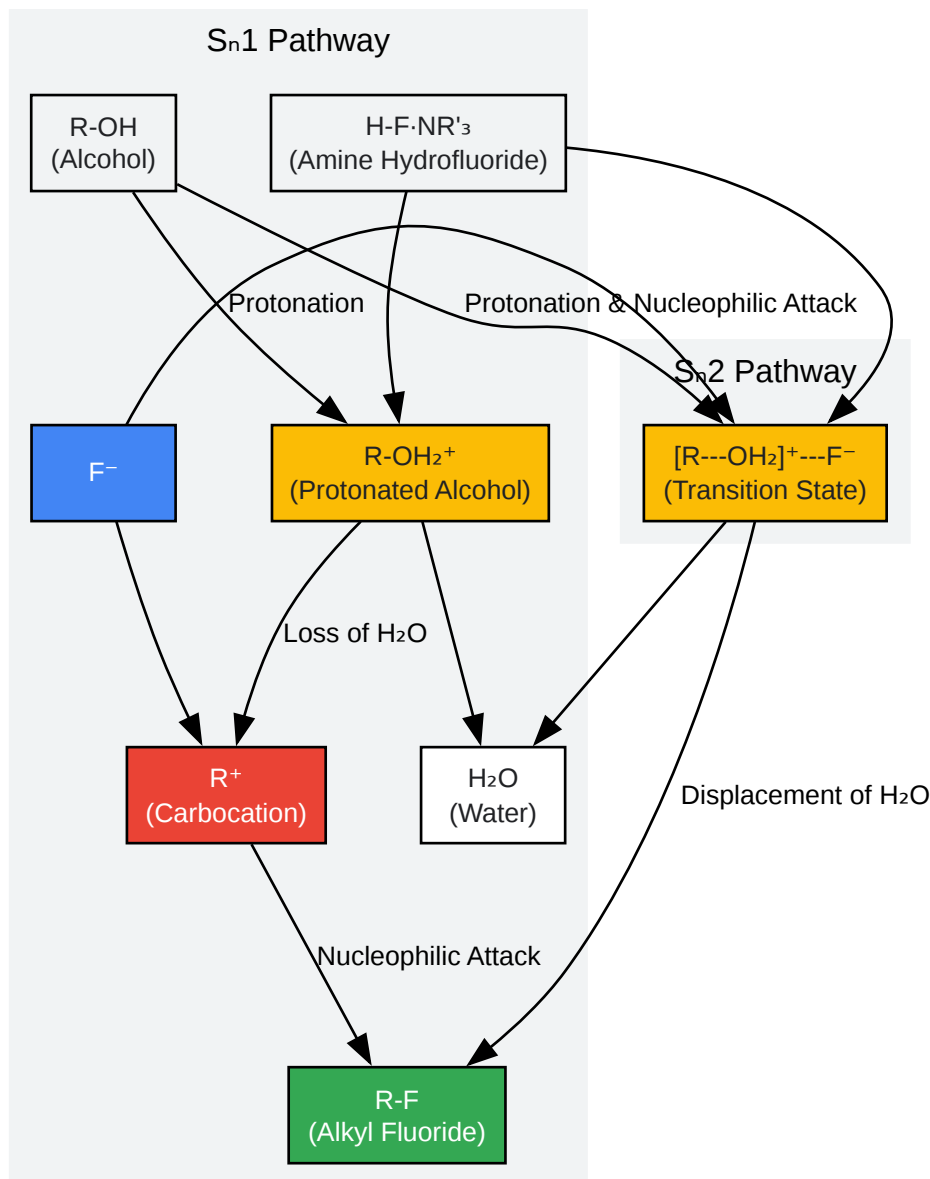 Sₙ1 Pathway
R-OH
(Alcohol)
H-F·NR'₃
(Amine Hydrofluoride)
Protonation
Protonation & Nucleophilic Attack
Sₙ2 Pathway
F⁻
R-OH₂⁺
(Protonated Alcohol)
[R---OH₂]⁺---F⁻
(Transition State)
Loss of H₂O
R⁺
(Carbocation)
H₂O
(Water)
Displacement of H₂O
Nucleophilic Attack
R-F
(Alkyl Fluoride)